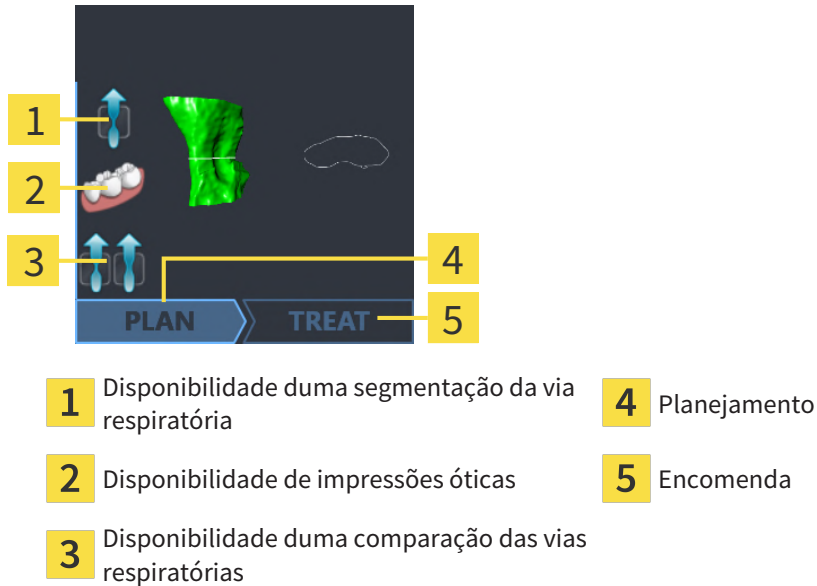 1
2
3
4
5
PLAN
TREAT
1 Disponibilidade duma segmentação da via
respiratória
4 Planejamento
2 Disponibilidade de impressões óticas
5 Encomenda
3 Disponibilidade duma comparação das vias
respiratórias